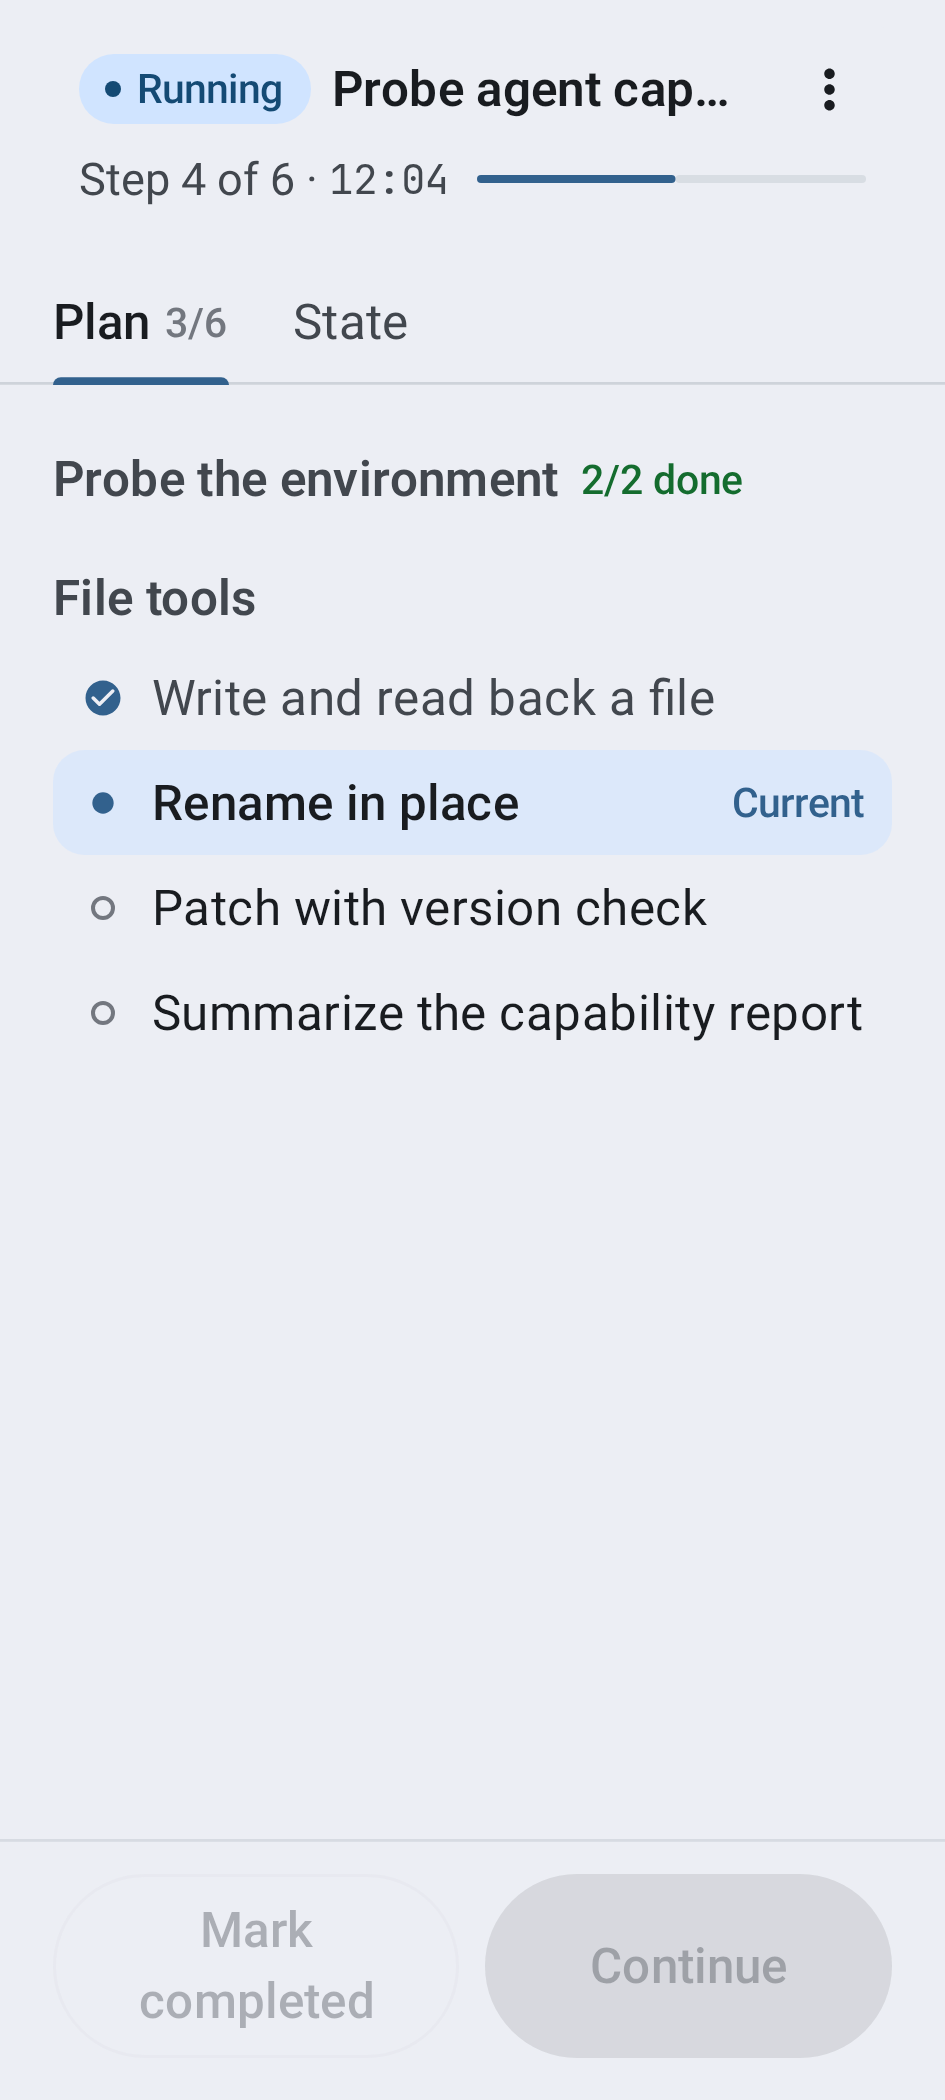 Running Probe agent cap…
Step 4 of 6 · 12:04
Plan 3/6 State
Probe the environment 2/2 done
File tools
Write and read back a file
Rename in place Current
Patch with version check
Summarize the capability report
Mark
completed
Continue